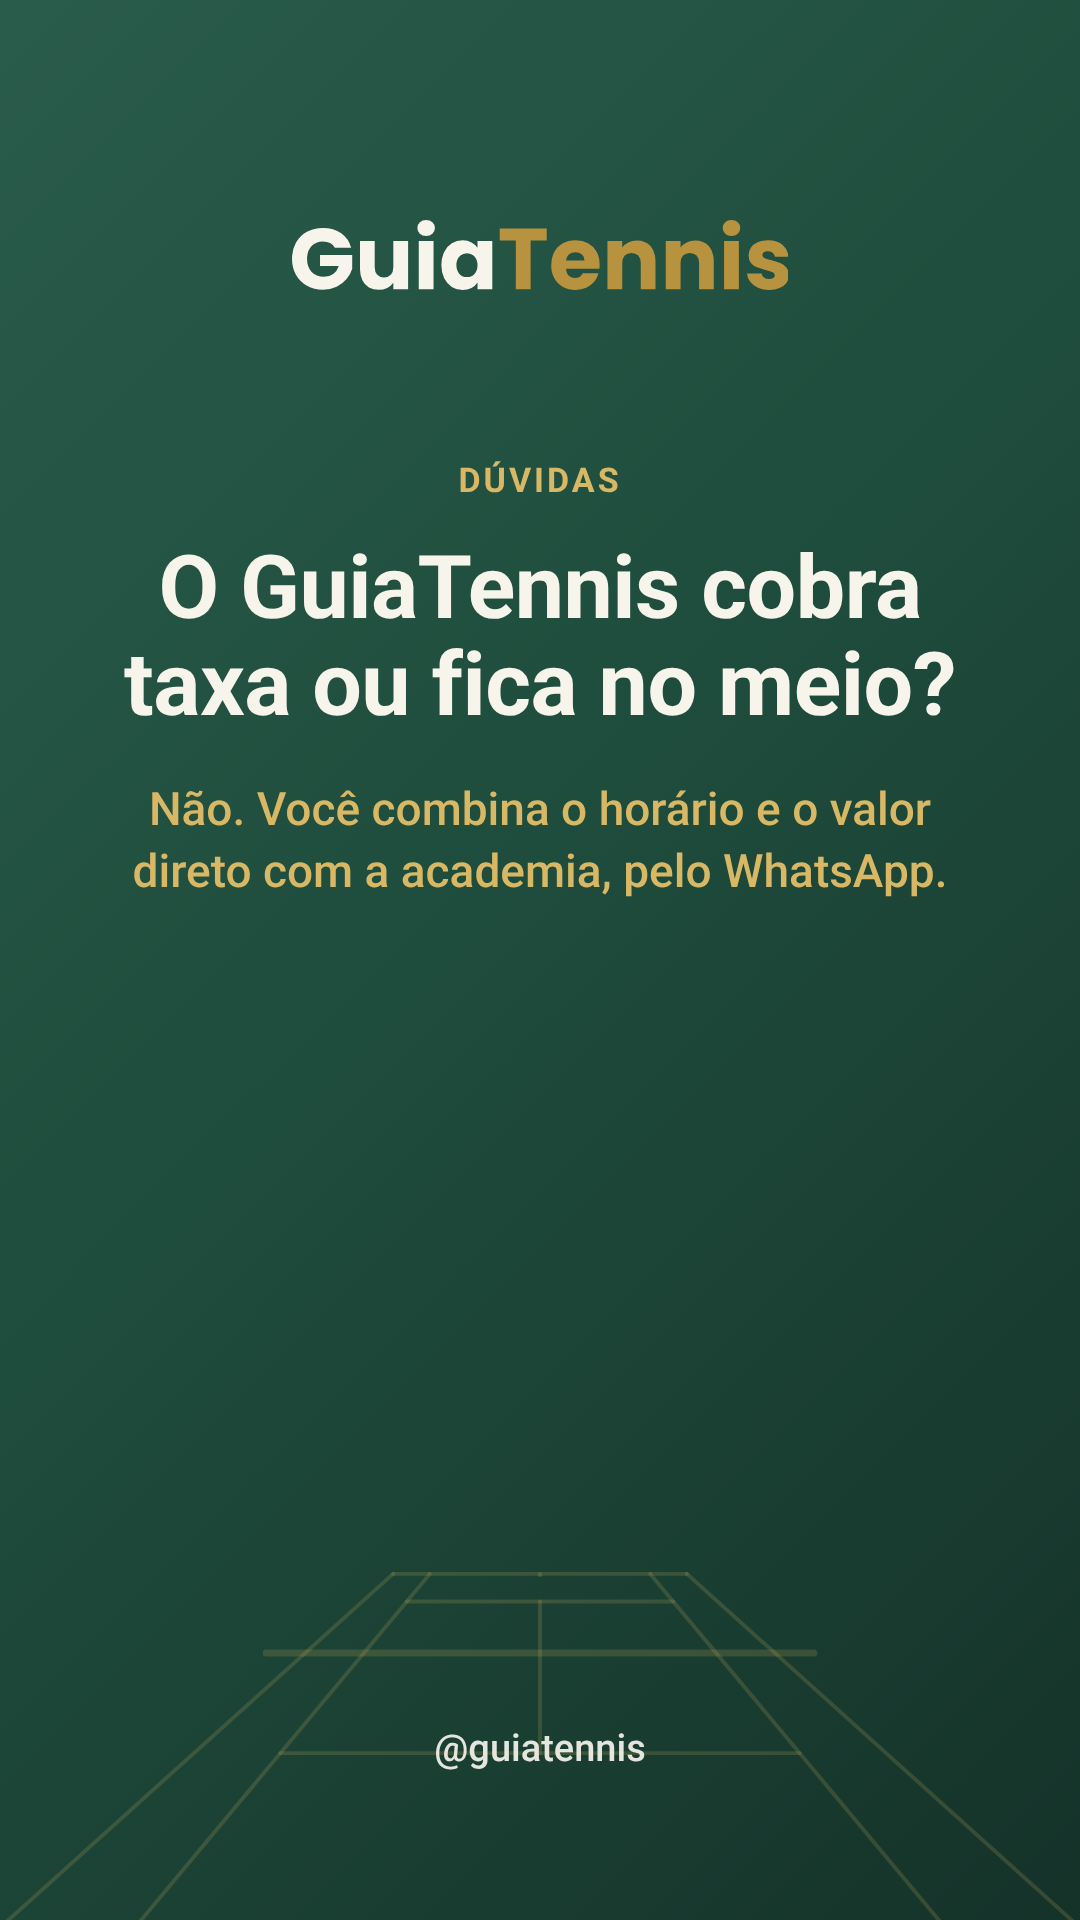 GuiaTennis
DÚVIDAS
O GuiaTennis cobra
taxa ou fica no meio?
Não. Você combina o horário e o valor
direto com a academia, pelo WhatsApp.
@guiatennis